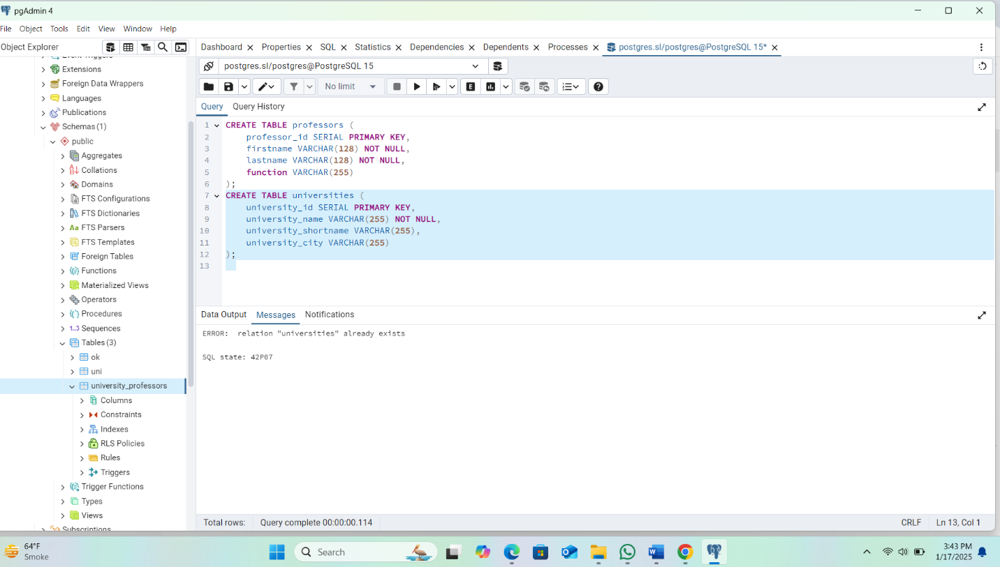 pgAdmin 4
File Object Tools Edit View Window Help
Object Explorer
Dashboard Properties SQL Statistics Dependencies Dependents Processes postgres.sl/postgres@PostgreSQL 15*
Event Triggers
Extensions
Foreign Data Wrappers
Languages
Publications
Schemas (1)
public
Aggregates
Collations
Domains
FTS Configurations
FTS Dictionaries
Aa FTS Parsers
FTS Templates
Foreign Tables
Functions
Materialized Views
Operators
Procedures
1..3 Sequences
Tables (3)
ok
uni
university_professors
Columns
Constraints
Indexes
RLS Policies
Rules
Triggers
Trigger Functions
Types
Views
Subscriptions
postgres.sl/postgres@PostgreSQL 15
No limit
E
Query Query History
1 CREATE TABLE professors (
2 professor_id SERIAL PRIMARY KEY,
3 firstname VARCHAR(128) NOT NULL,
4 lastname VARCHAR(128) NOT NULL,
5 function VARCHAR(255)
6 );
7 CREATE TABLE universities (
8 university_id SERIAL PRIMARY KEY,
9 university_name VARCHAR(255) NOT NULL,
10 university_shortname VARCHAR(255),
11 university_city VARCHAR(255)
12 );
13
Data Output Messages Notifications
ERROR: relation "universities" already exists
SQL state: 42P07
Total rows: Query complete 00:00:00.114 CRLF Ln 13, Col 1
64°F
Smoke
Search
3:43 PM
1/17/2025